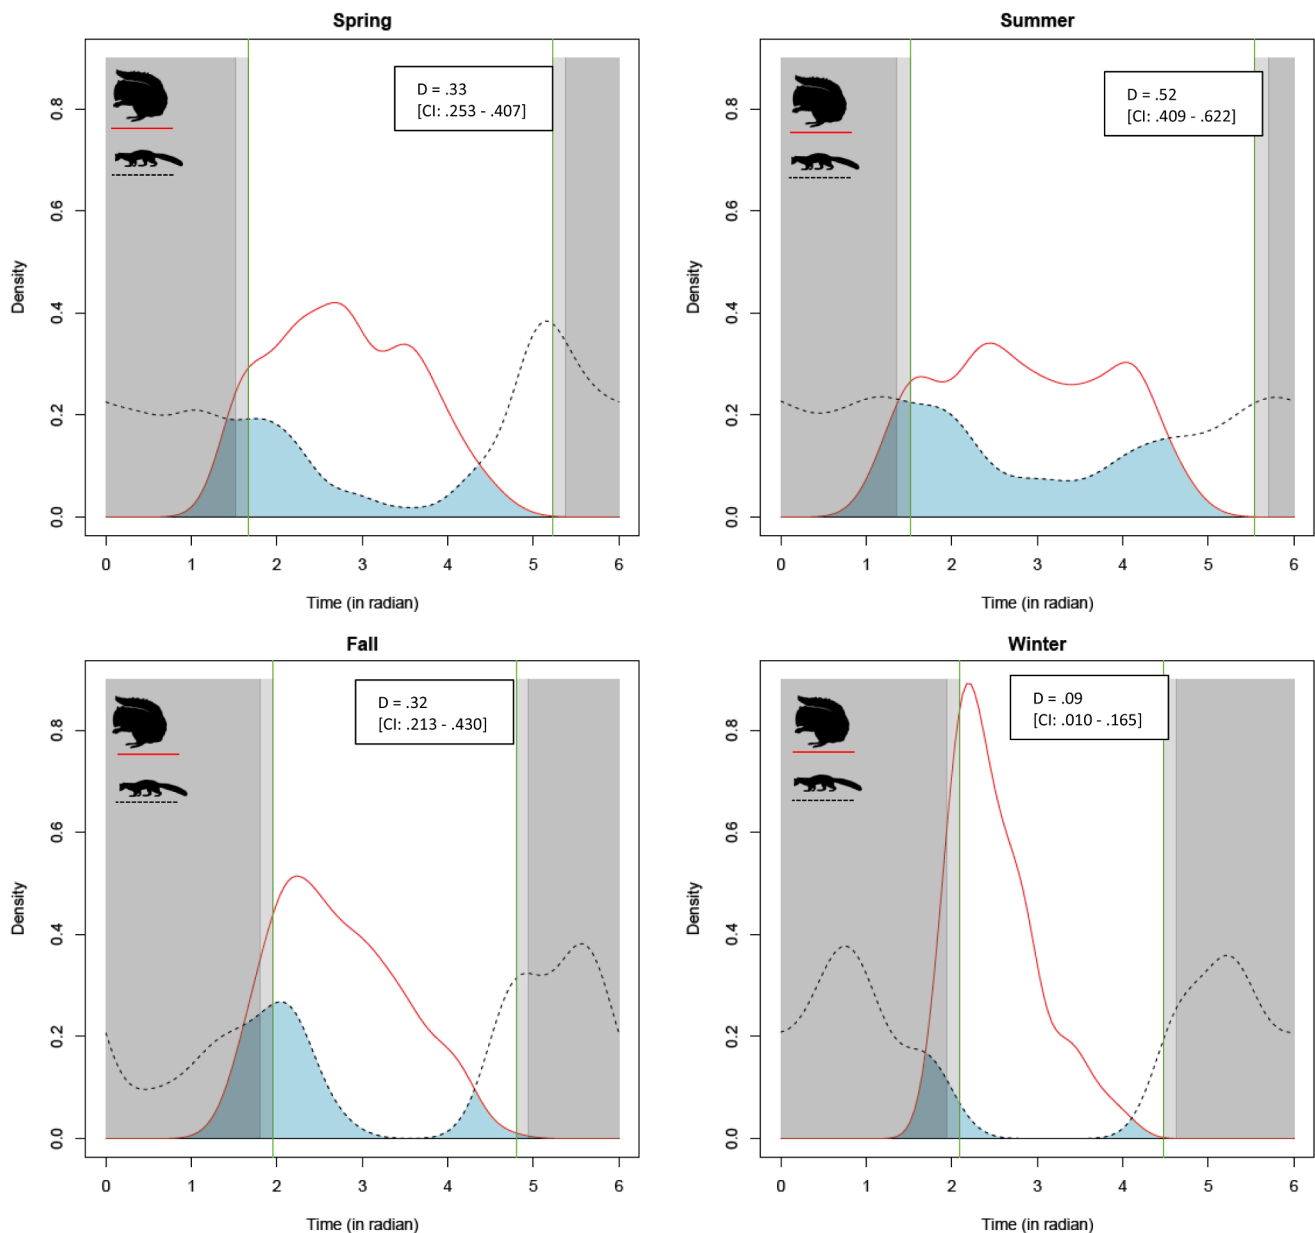 Spring
D = .33
[CI: .253 - .407]
Density
0.0 0.2 0.4 0.6 0.8
0 1 2 3 4 5 6
Time (in radian)
Summer
D = .52
[CI: .409 - .622]
Density
0.0 0.2 0.4 0.6 0.8
0 1 2 3 4 5 6
Time (in radian)
Fall
D = .32
[CI: .213 - .430]
Density
0.0 0.2 0.4 0.6 0.8
0 1 2 3 4 5 6
Time (in radian)
Winter
D = .09
[CI: .010 - .165]
Density
0.0 0.2 0.4 0.6 0.8
0 1 2 3 4 5 6
Time (in radian)